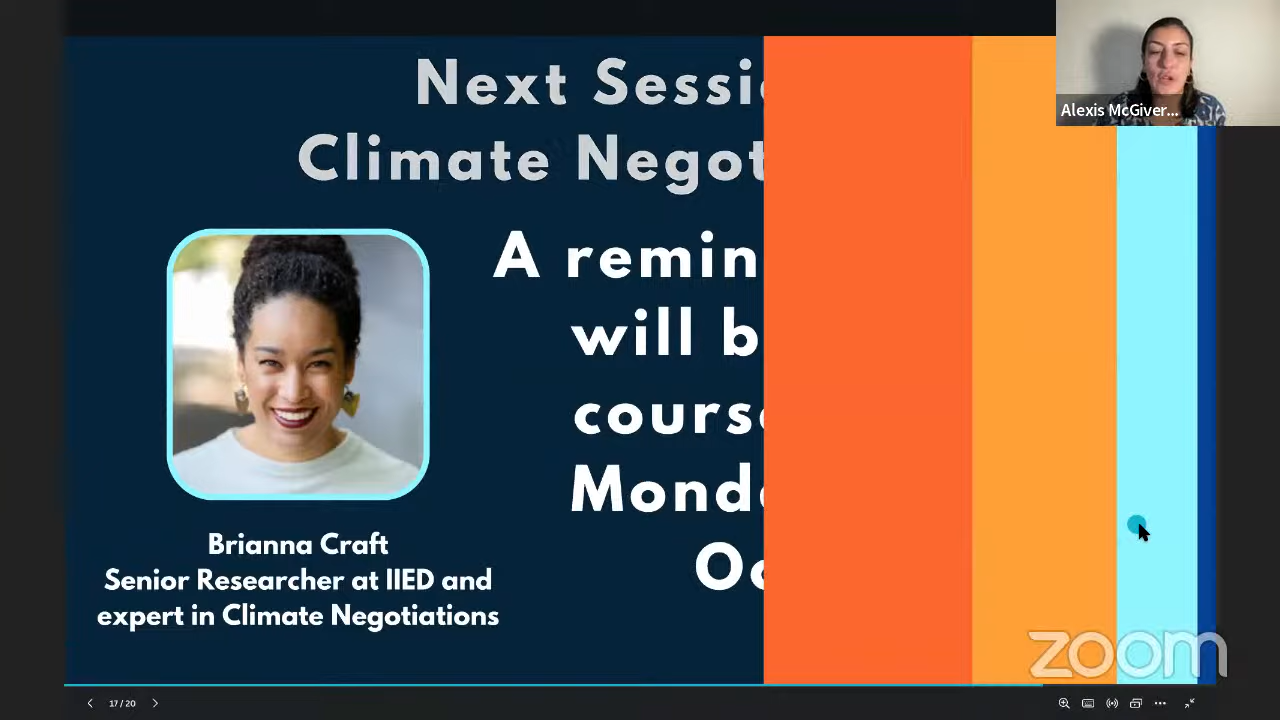 Next Sessi
Climate Negot
A remin
will b
cours
Monda
Oc
Brianna Craft
Senior Researcher at IIED and
expert in Climate Negotiations
Alexis McGiver...
zoom
17 / 20